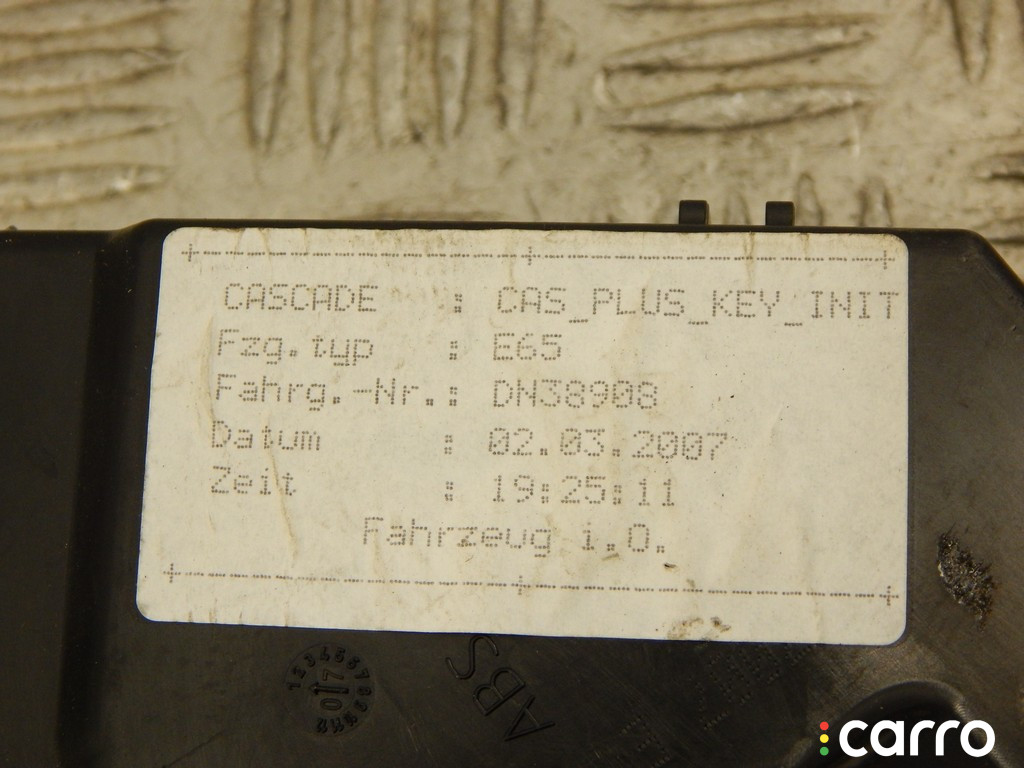 CASCADE : CAS_PLUS_KEY_INIT
Fzg.typ : E65
Fahrg.-Nr.: DN38908
Datum : 02.03.2007
Zeit : 19:25:11
Fahrzeug i.O.
ABS
carro